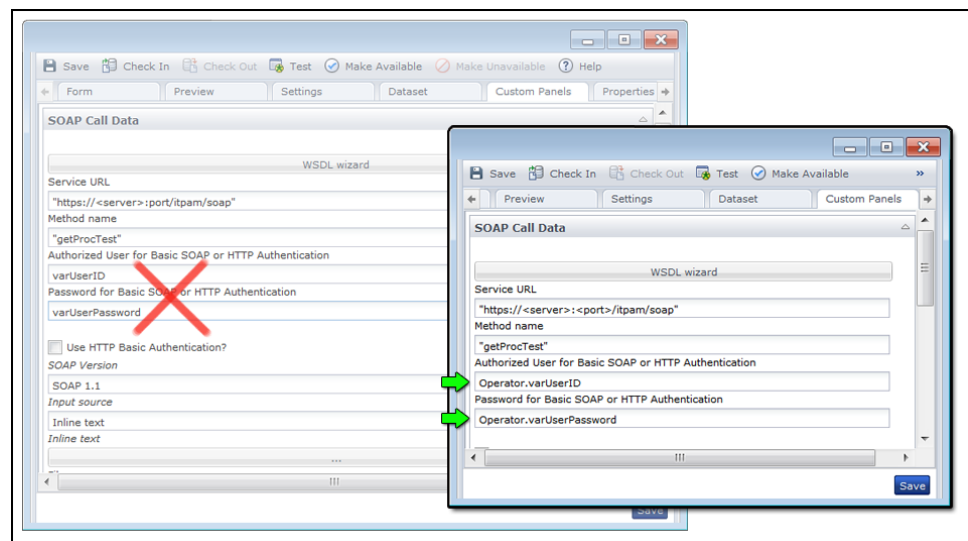 Save Check In Check Out Test Make Available Make Unavailable Help
Form Preview Settings Dataset Custom Panels Properties
SOAP Call Data
WSDL wizard
Service URL
"https://<server>:port/itpam/soap"
Method name
"getProcTest"
Authorized User for Basic SOAP or HTTP Authentication
varUserID
Password for Basic SOAP or HTTP Authentication
varUserPassword
Use HTTP Basic Authentication?
SOAP Version
SOAP 1.1
Input source
Inline text
Inline text
...
Save
Save Check In Check Out Test Make Available »
Preview Settings Dataset Custom Panels
SOAP Call Data
WSDL wizard
Service URL
"https://<server>:<port>/itpam/soap"
Method name
"getProcTest"
Authorized User for Basic SOAP or HTTP Authentication
Operator.varUserID
Password for Basic SOAP or HTTP Authentication
Operator.varUserPassword
Save